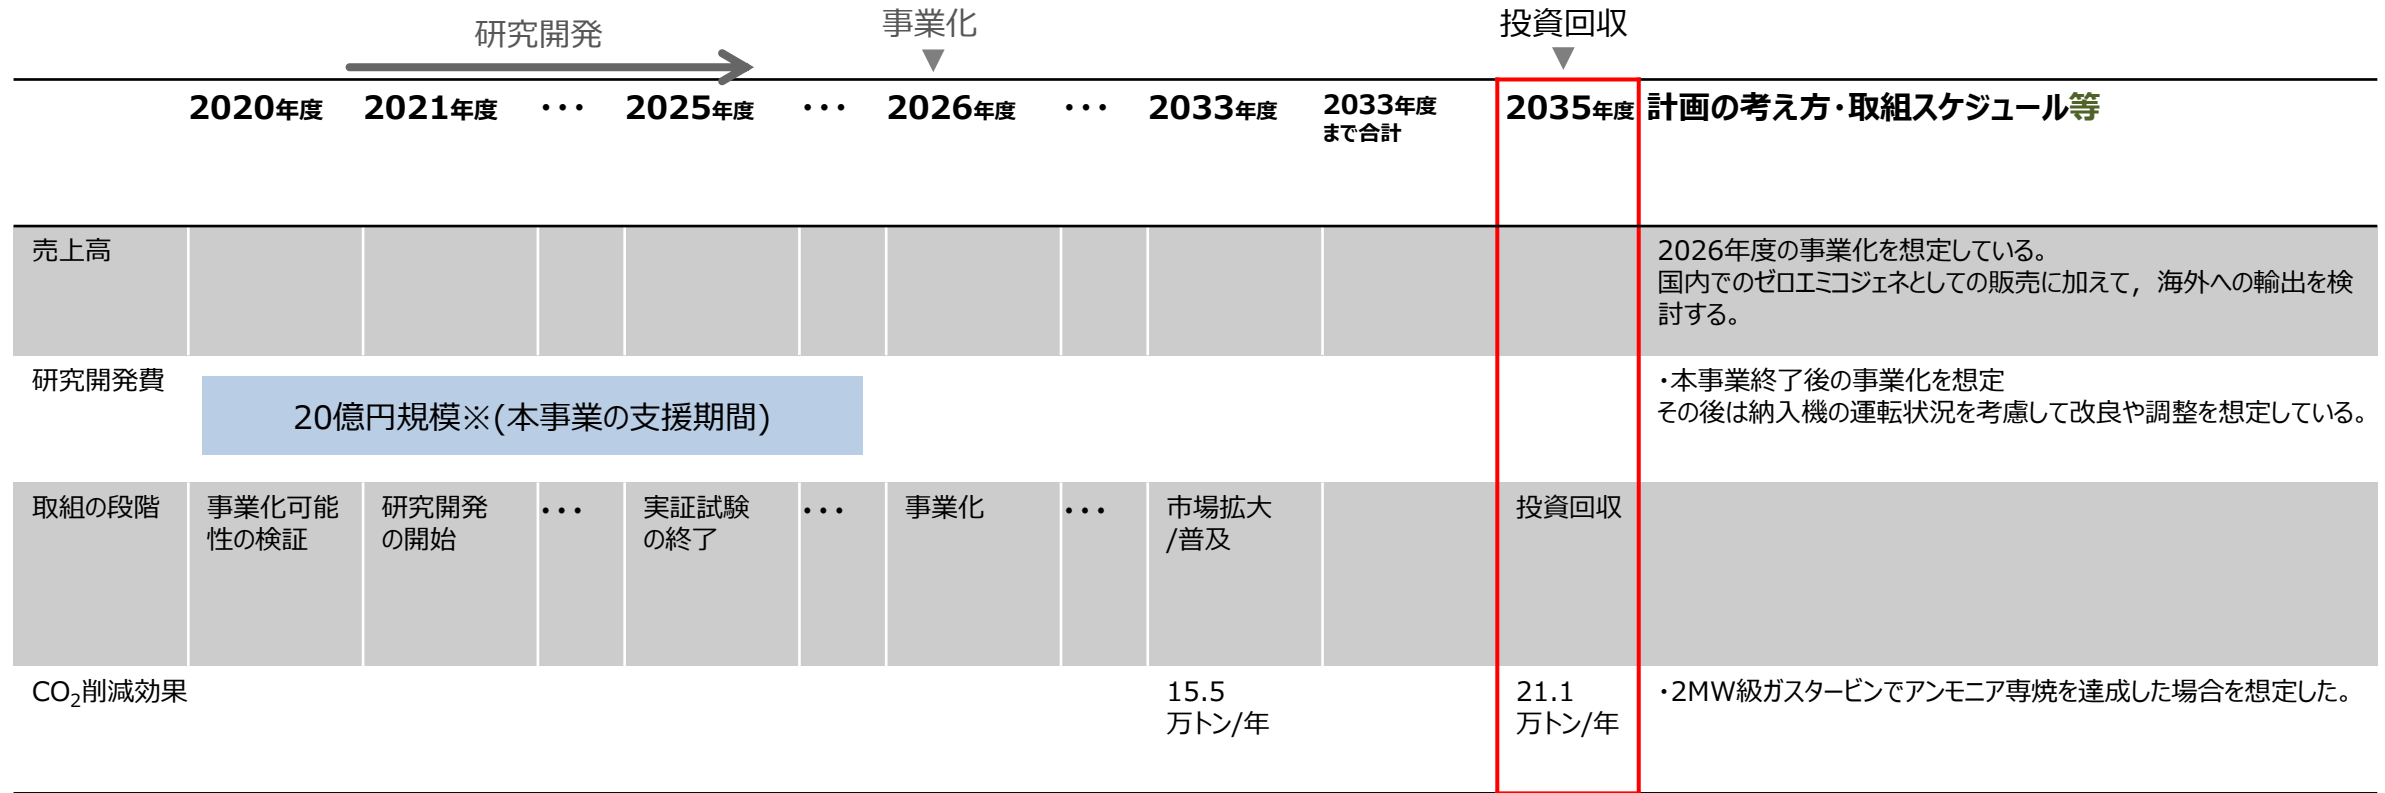 研究開発
事業化
▼
投資回収
▼
2020年度
2021年度
・・・
2025年度
・・・
2026年度
・・・
2033年度
2033年度
まで合計
2035年度
計画の考え方・取組スケジュール等
売上高
2026年度の事業化を想定している。
国内でのゼロエミコジェネとしての販売に加えて，海外への輸出を検
討する。
研究開発費
20億円規模※(本事業の支援期間)
・本事業終了後の事業化を想定
その後は納入機の運転状況を考慮して改良や調整を想定している。
取組の段階
事業化可能
性の検証
研究開発
の開始
・・・
実証試験
の終了
・・・
事業化
・・・
市場拡大
/普及
投資回収
CO₂削減効果
15.5
万トン/年
21.1
万トン/年
・2MW級ガスタービンでアンモニア専焼を達成した場合を想定した。